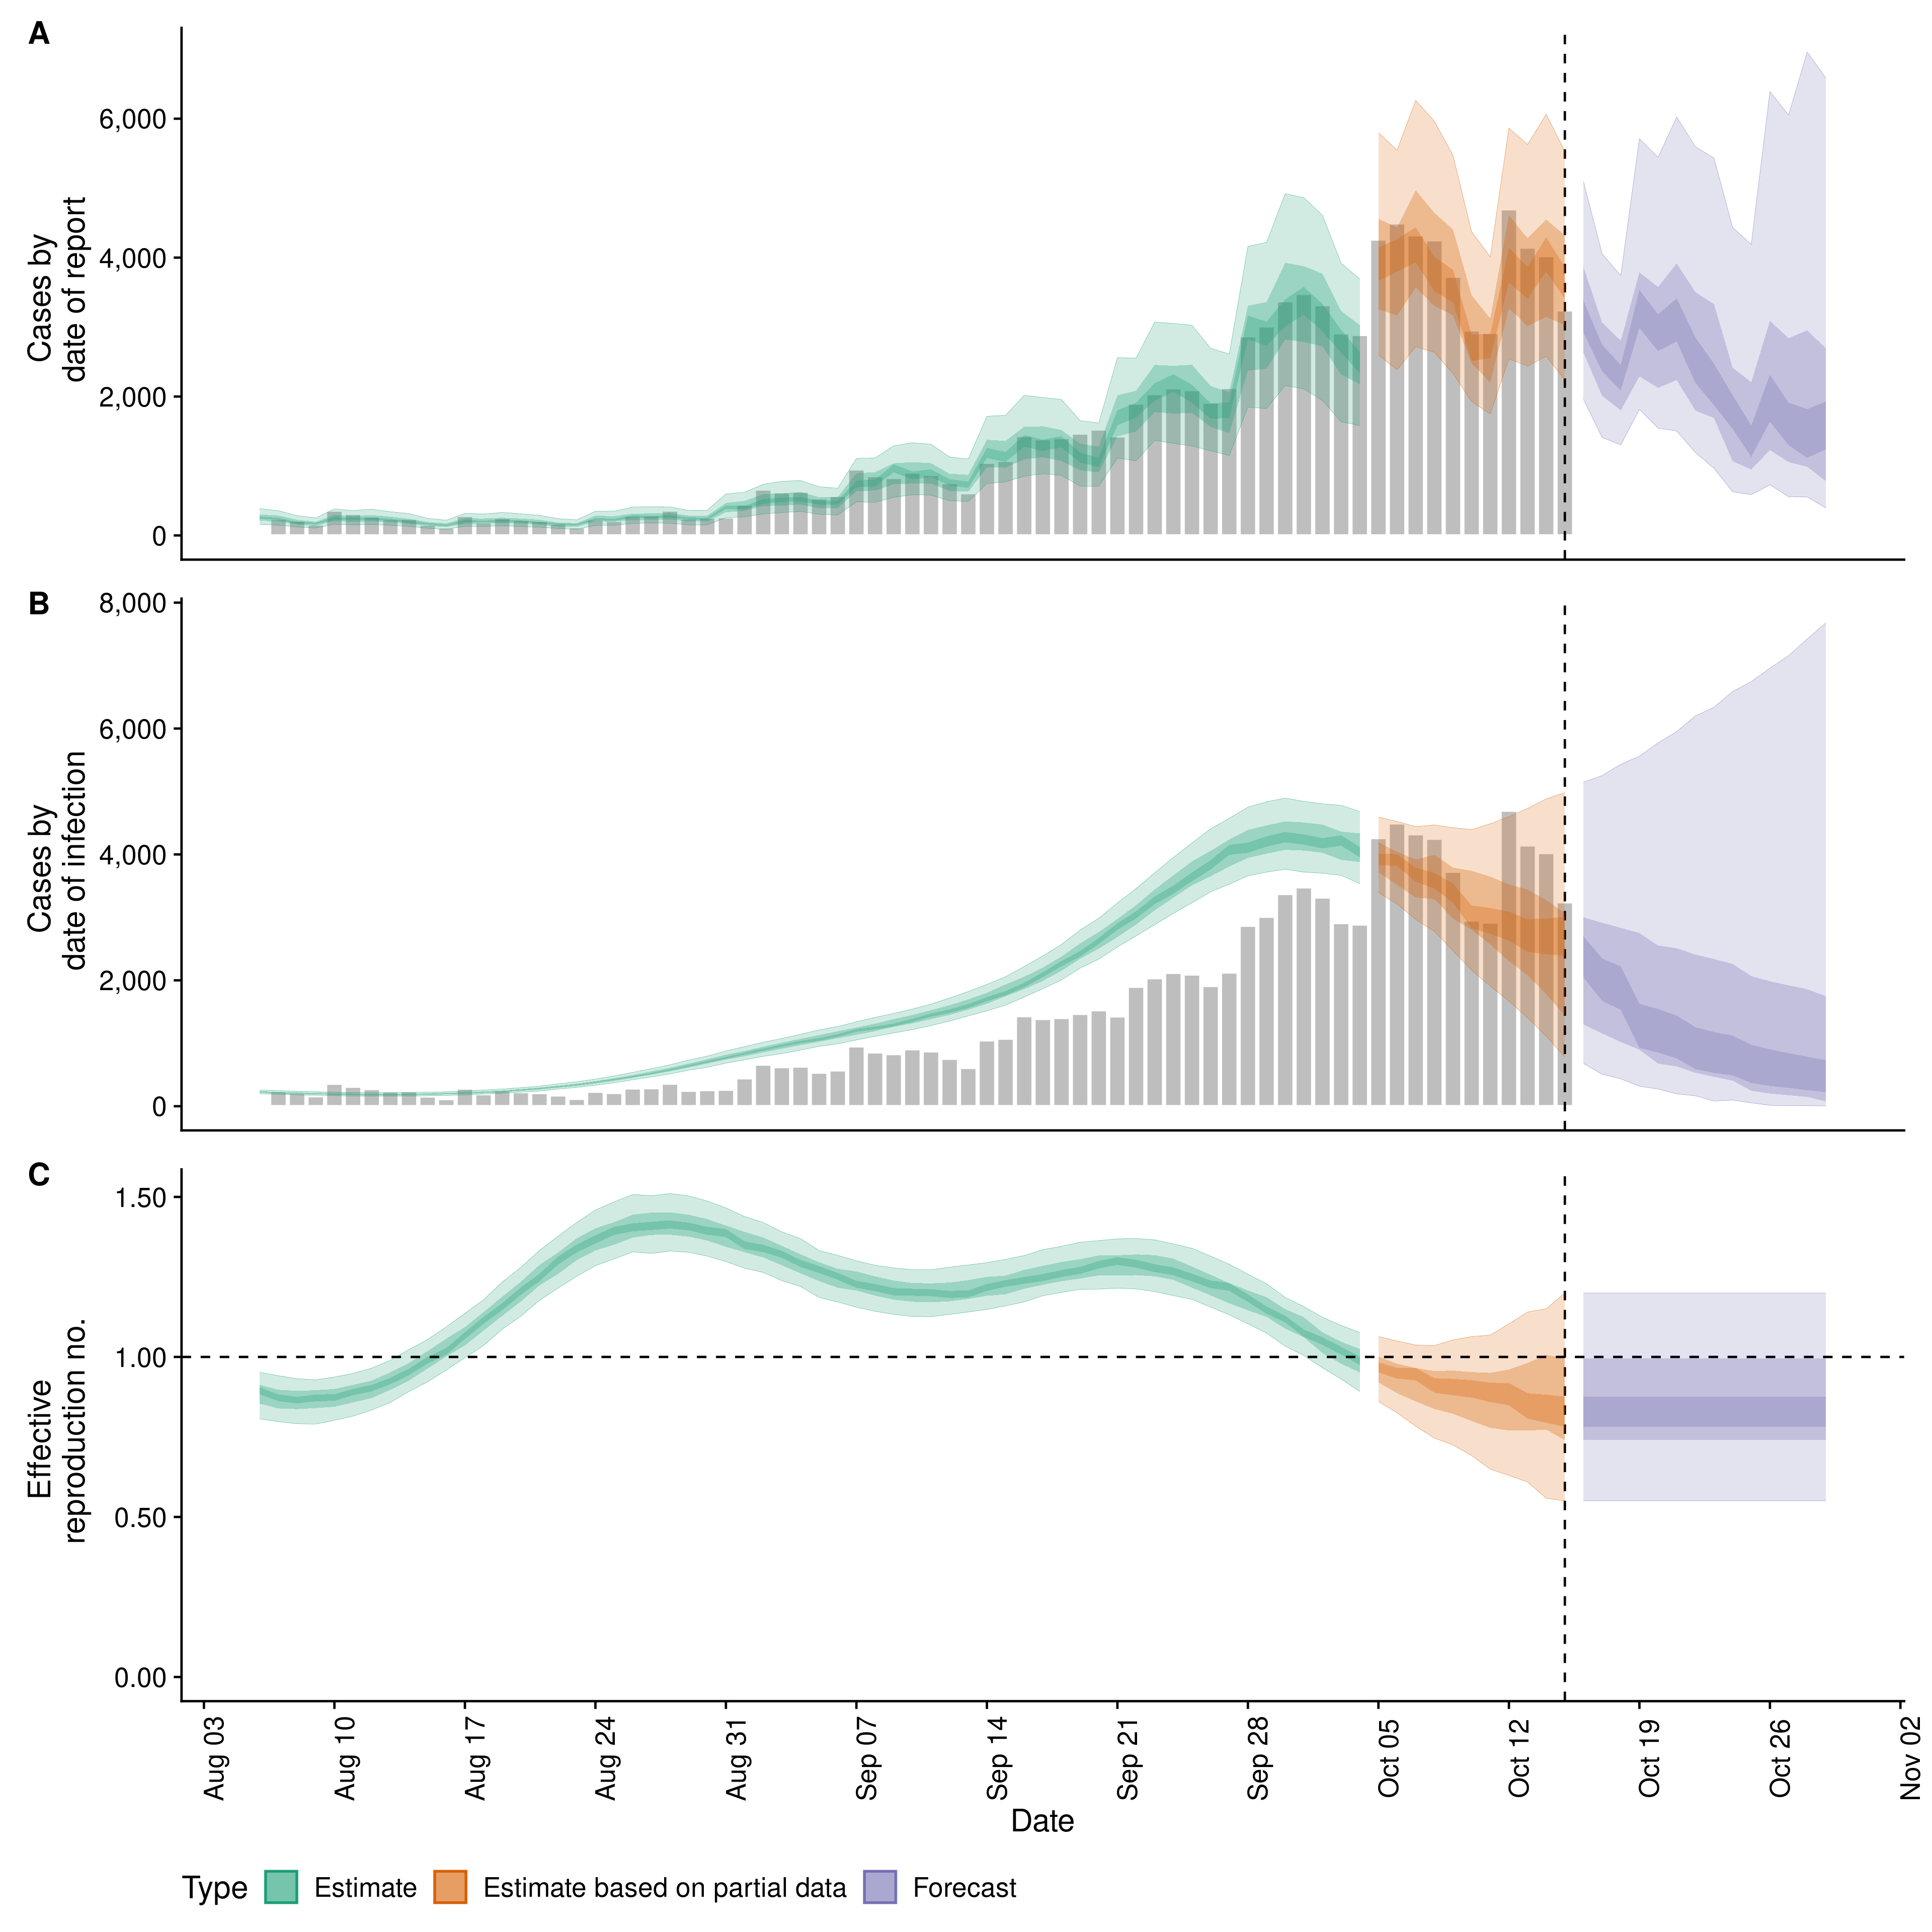 A
Cases by
date of report
6,000
4,000
2,000
0
B
Cases by
date of infection
8,000
6,000
4,000
2,000
0
C
Effective
reproduction no.
1.50
1.00
0.50
0.00
Aug 03
Aug 10
Aug 17
Aug 24
Aug 31
Sep 07
Sep 14
Sep 21
Sep 28
Oct 05
Oct 12
Oct 19
Oct 26
Nov 02
Date
Type Estimate Estimate based on partial data Forecast